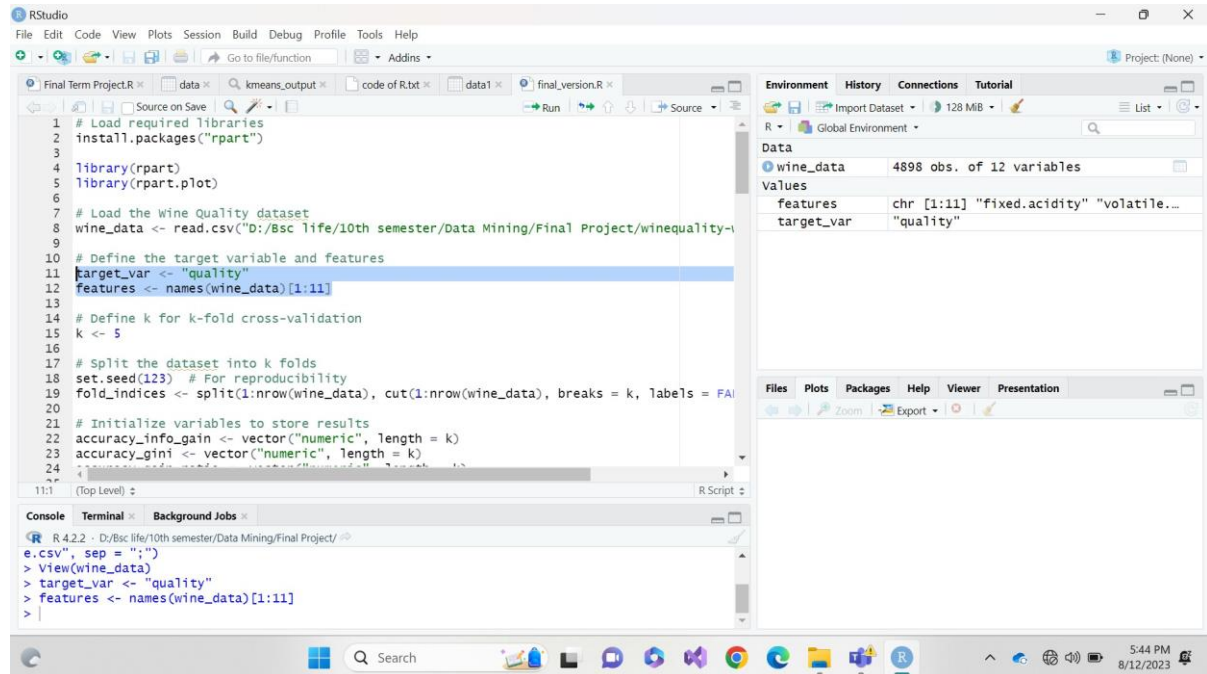 RStudio
File Edit Code View Plots Session Build Debug Profile Tools Help
Go to file/function Addins Project: (None)
Final Term Project.R data kmeans_output code of R.txt data1 final_version.R
Source on Save Run Source
1 # Load required libraries
2 install.packages("rpart")
3
4 library(rpart)
5 library(rpart.plot)
6
7 # Load the Wine Quality dataset
8 wine_data <- read.csv("D:/Bsc life/10th semester/Data Mining/Final Project/winequality-
9
10 # Define the target variable and features
11 target_var <- "quality"
12 features <- names(wine_data)[1:11]
13
14 # Define k for k-fold cross-validation
15 k <- 5
16
17 # Split the dataset into k folds
18 set.seed(123) # For reproducibility
19 fold_indices <- split(1:nrow(wine_data), cut(1:nrow(wine_data), breaks = k, labels = FA
20
21 # Initialize variables to store results
22 accuracy_info_gain <- vector("numeric", length = k)
23 accuracy_gini <- vector("numeric", length = k)
24
11:1 (Top Level) R Script
Console Terminal Background Jobs
R 4.2.2 · D:/Bsc life/10th semester/Data Mining/Final Project/
e.csv", sep = ";")
> View(wine_data)
> target_var <- "quality"
> features <- names(wine_data)[1:11]
>
Environment History Connections Tutorial
Import Dataset 128 MiB List
R Global Environment
Data
wine_data 4898 obs. of 12 variables
Values
features chr [1:11] "fixed.acidity" "volatile.…
target_var "quality"
Files Plots Packages Help Viewer Presentation
Zoom Export
Search
5:44 PM
8/12/2023